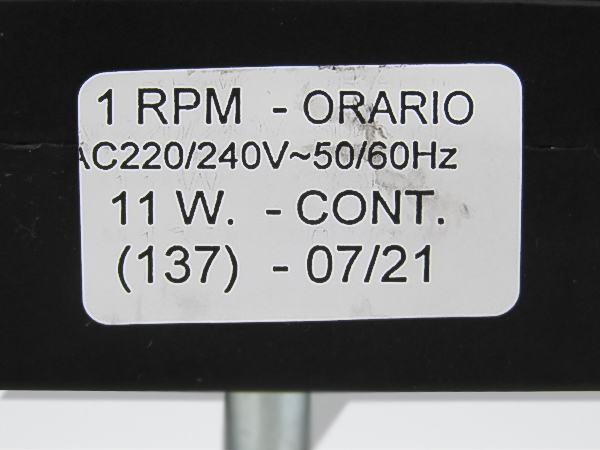 1 RPM - ORARIO
AC220/240V~50/60Hz
11 W. - CONT.
(137) - 07/21